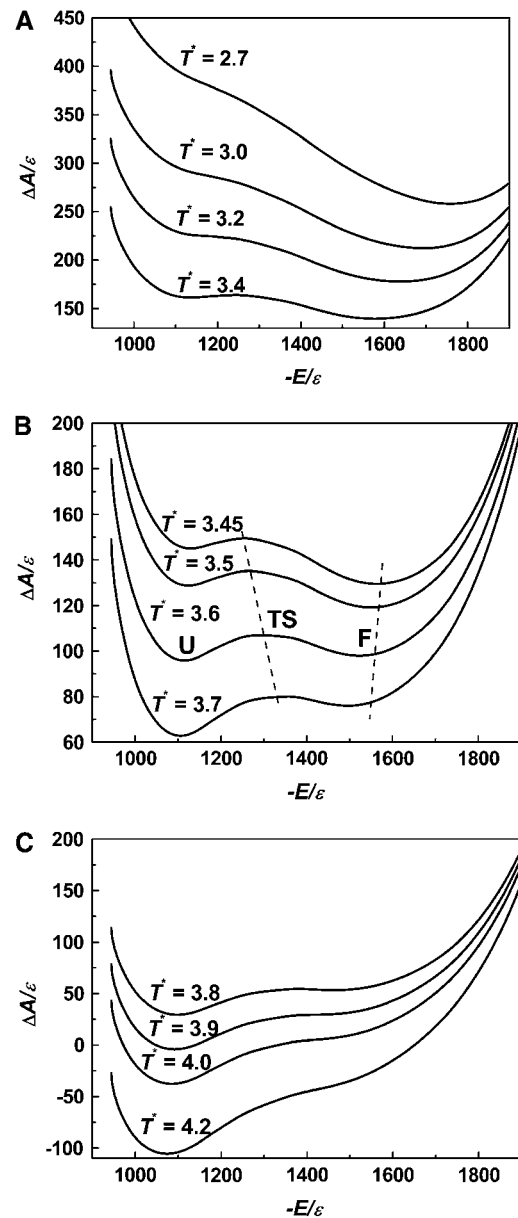 A
450
400
350
300
250
200
150
ΔA/ε
T* = 2.7
T* = 3.0
T* = 3.2
T* = 3.4
1000 1200 1400 1600 1800
-E/ε
B
200
180
160
140
120
100
80
60
ΔA/ε
T* = 3.45
T* = 3.5
T* = 3.6
T* = 3.7
U
TS
F
1000 1200 1400 1600 1800
-E/ε
C
200
150
100
50
0
-50
-100
ΔA/ε
T* = 3.8
T* = 3.9
T* = 4.0
T* = 4.2
1000 1200 1400 1600 1800
-E/ε